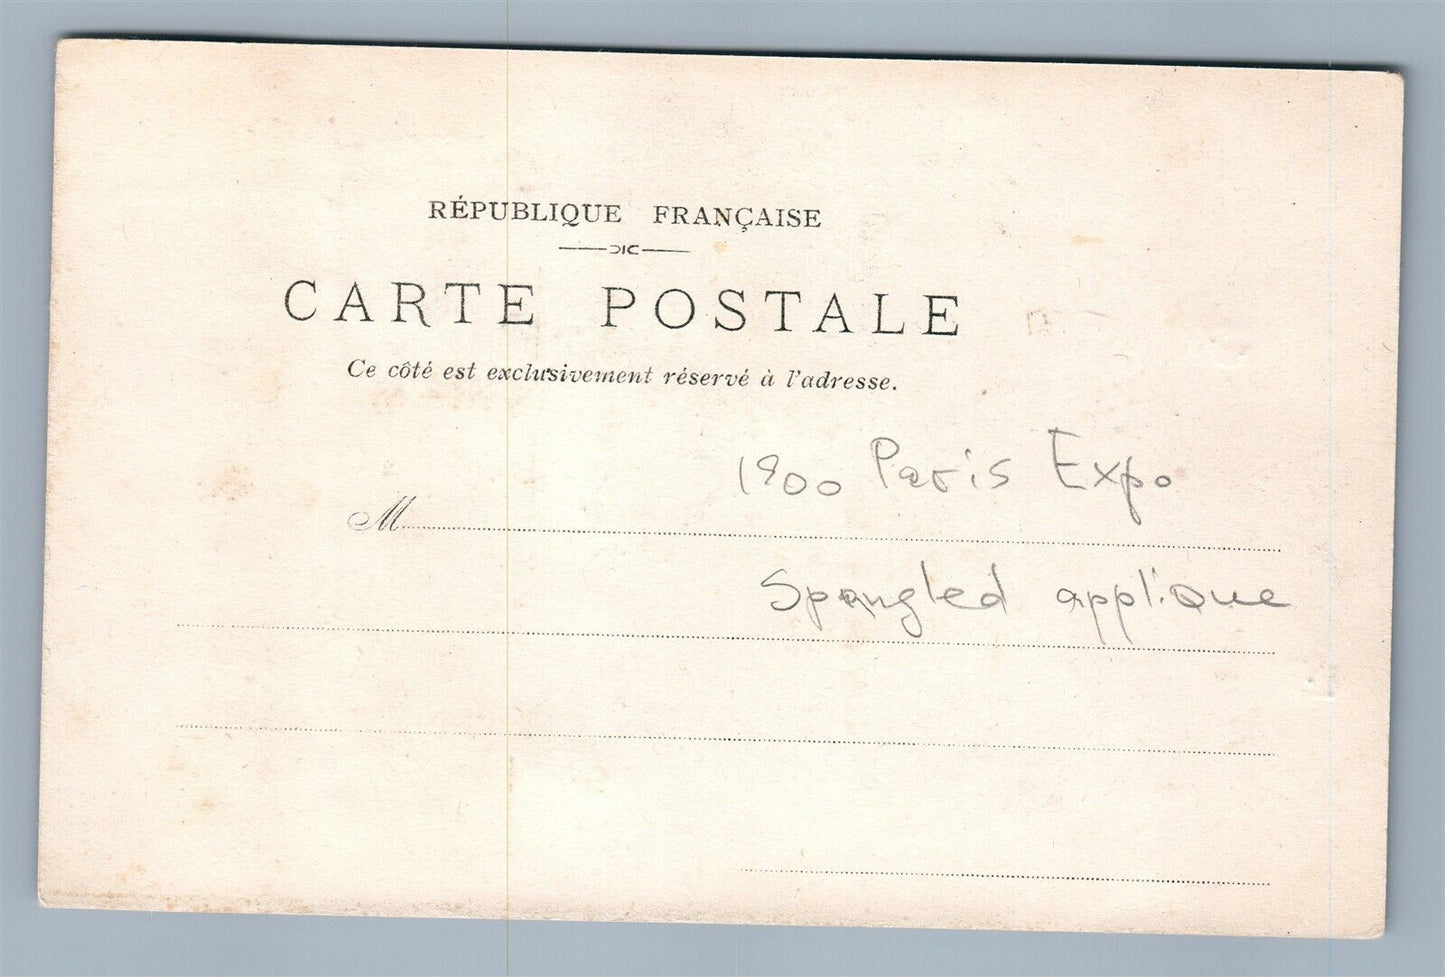 RÉPUBLIQUE FRANÇAISE
CARTE POSTALE
Ce côté est exclusivement réservé à l'adresse.
1900 Paris Expo
M
Spangled applique